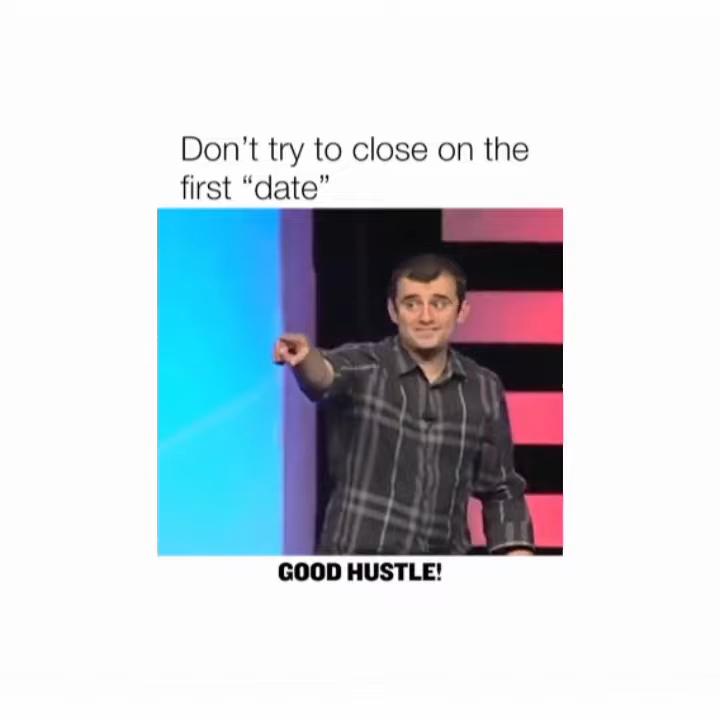 Don’t try to close on the
first “date”
GOOD HUSTLE!